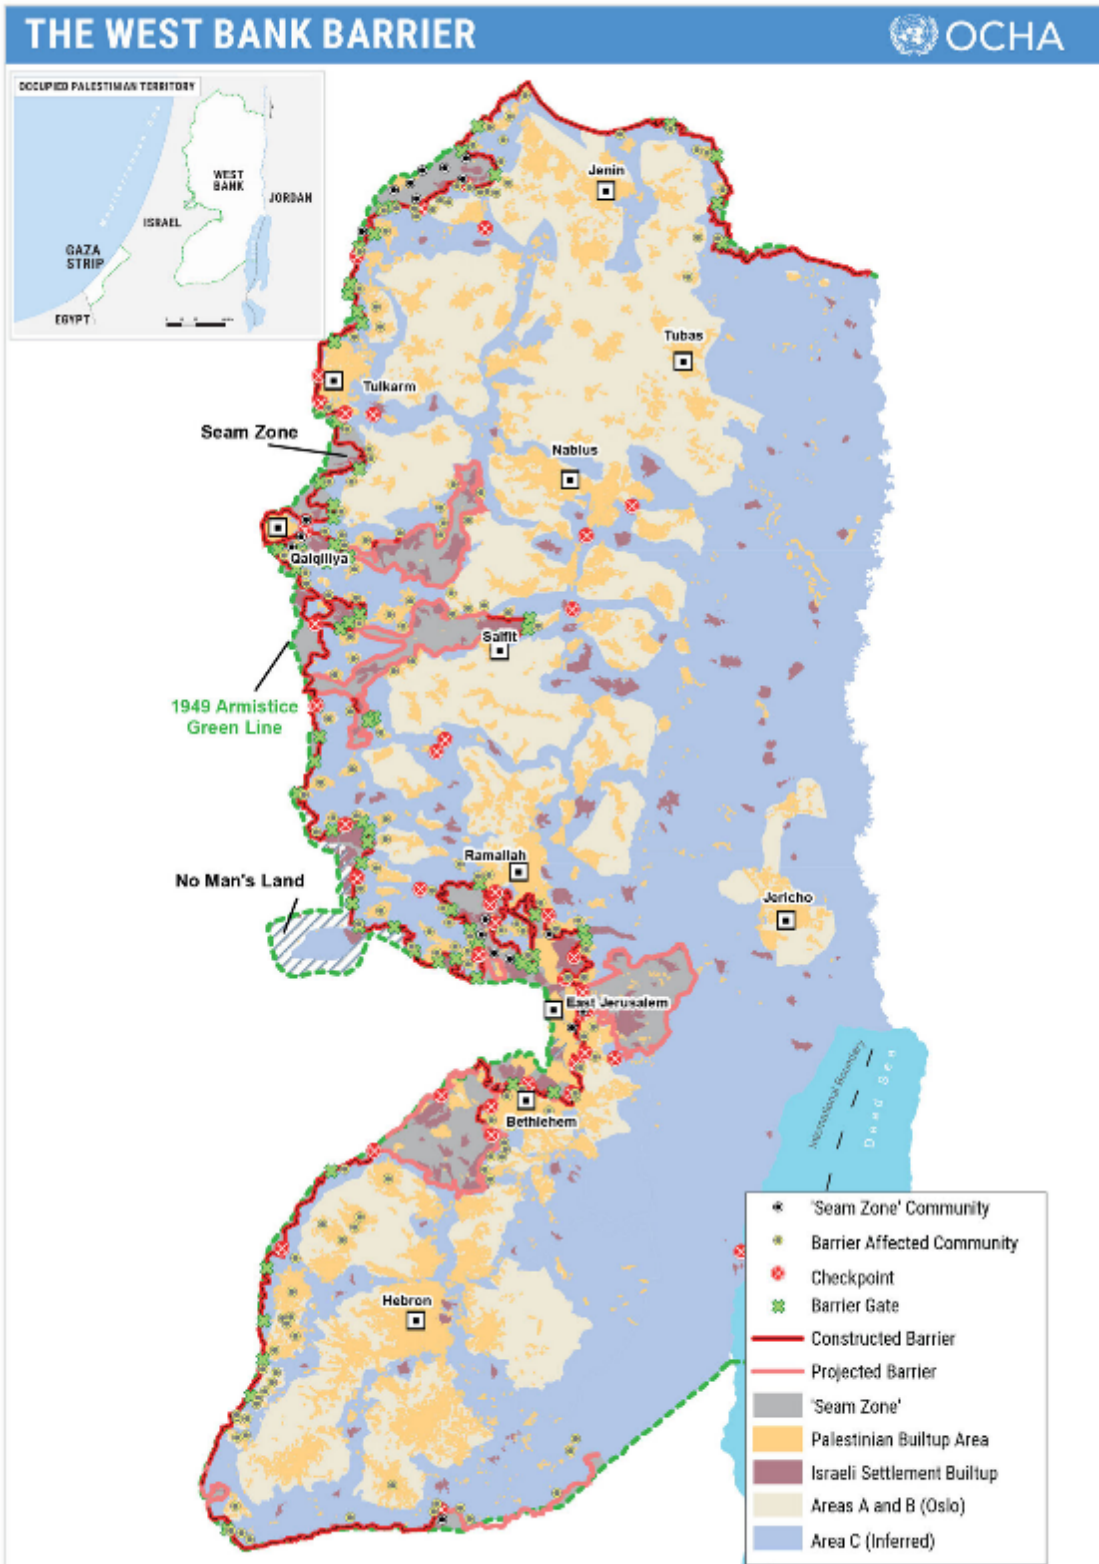 THE WEST BANK BARRIER
OCHA
OCCUPIED PALESTINIAN TERRITORY
WEST
BANK
JORDAN
ISRAEL
GAZA
STRIP
EGYPT
Jenin
Tubas
Tulkarm
Seam Zone
Nablus
Qalqiliya
Salfit
1949 Armistice
Green Line
Ramallah
No Man's Land
Jericho
East Jerusalem
International Boundary
Dead Sea
Bethlehem
Hebron
'Seam Zone' Community
Barrier Affected Community
Checkpoint
Barrier Gate
Constructed Barrier
Projected Barrier
'Seam Zone'
Palestinian Builtup Area
Israeli Settlement Builtup
Areas A and B (Oslo)
Area C (Inferred)